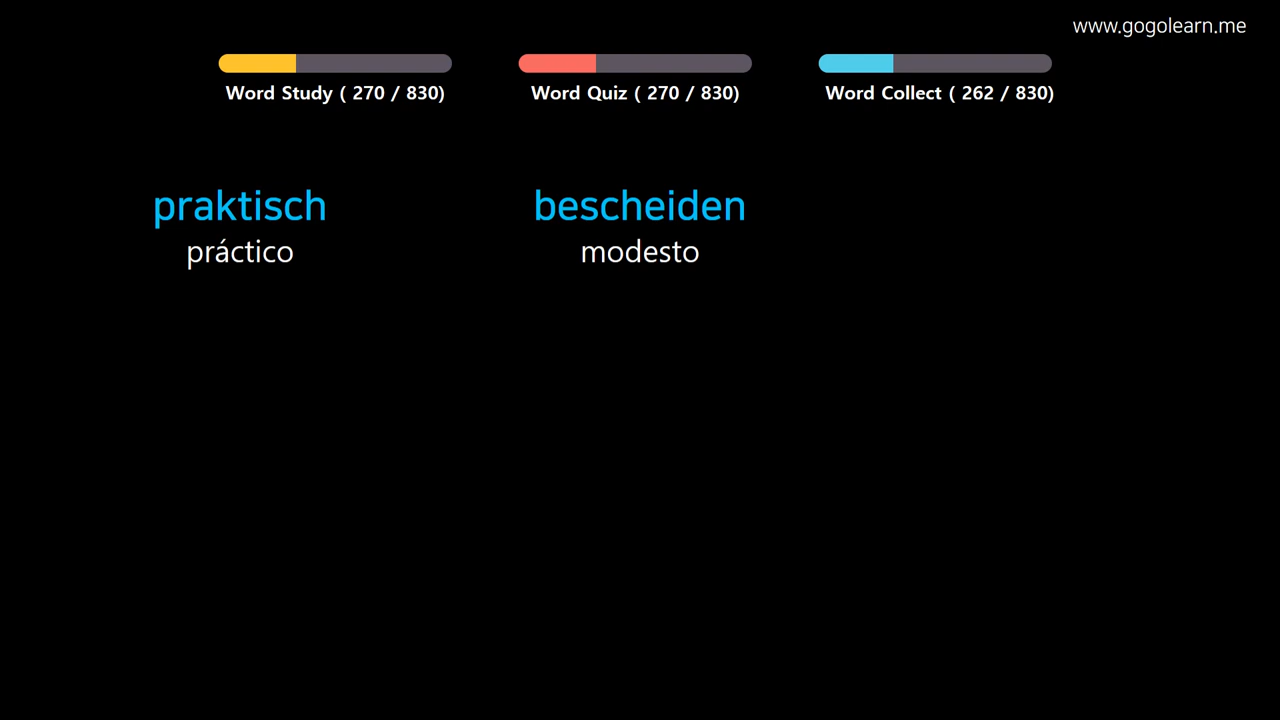 www.gogolearn.me
Word Study ( 270 / 830)
Word Quiz ( 270 / 830)
Word Collect ( 262 / 830)
praktisch
práctico
bescheiden
modesto